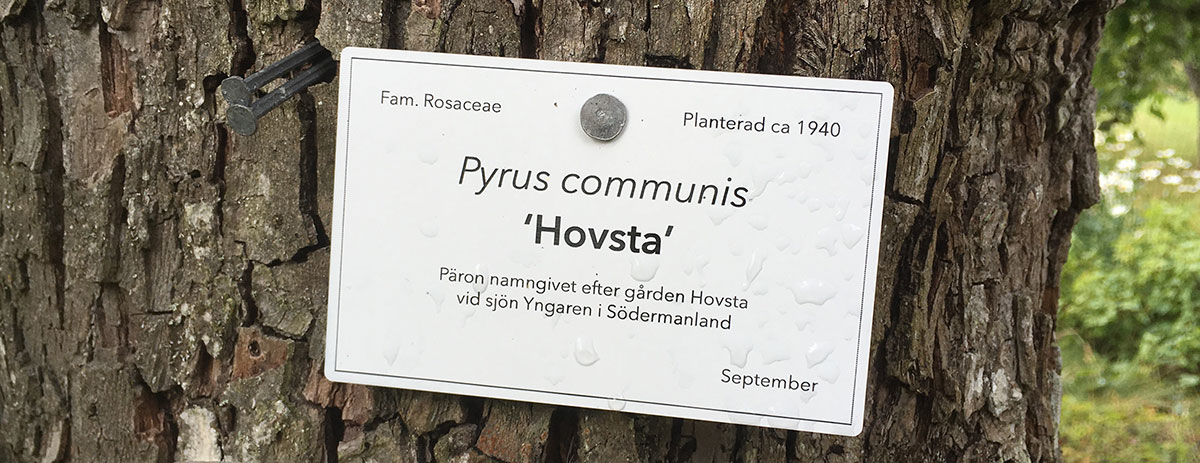 Fam. Rosaceae
Planterad ca 1940
Pyrus communis
‘Hovsta’
Päron namngivet efter gården Hovsta
vid sjön Yngaren i Södermanland
September